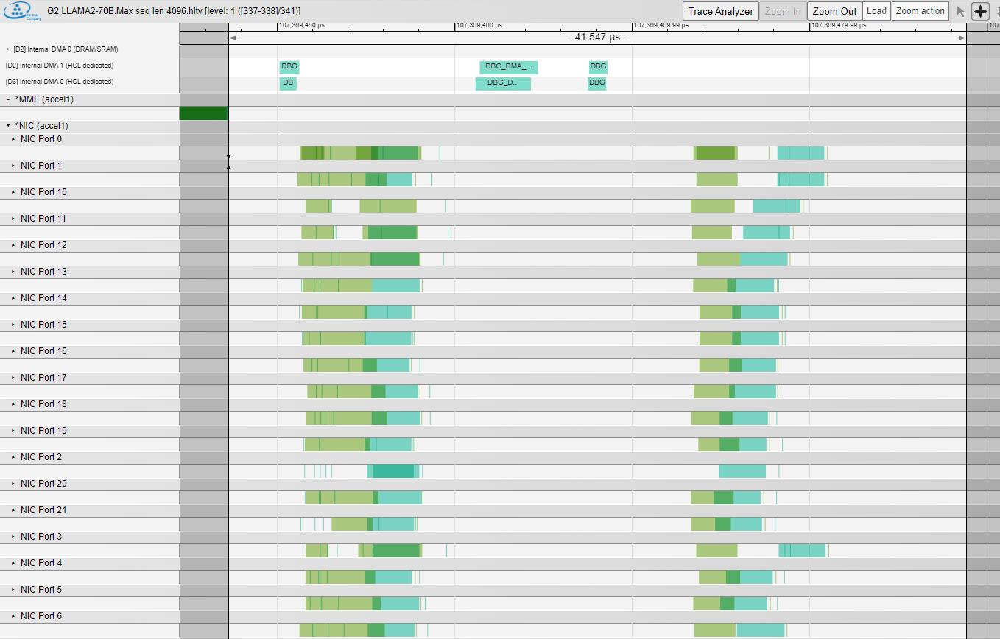 G2.LLAMA2-70B.Max seq len 4096.hltv [level: 1 ([337-338]/341)]
Trace Analyzer Zoom In Zoom Out Load Zoom action
107,369,450 µs 107,369,460 µs 107,369,469.99 µs 107,369,479.99 µs
41.547 µs
[D2] Internal DMA 0 (DRAM/SRAM)
[D2] Internal DMA 1 (HCL dedicated) DBG DBG_DMA_... DBG
[D3] Internal DMA 0 (HCL dedicated) DB DBG_D... DBG
*MME (accel1)
*NIC (accel1)
NIC Port 0
NIC Port 1
NIC Port 10
NIC Port 11
NIC Port 12
NIC Port 13
NIC Port 14
NIC Port 15
NIC Port 16
NIC Port 17
NIC Port 18
NIC Port 19
NIC Port 2
NIC Port 20
NIC Port 21
NIC Port 3
NIC Port 4
NIC Port 5
NIC Port 6